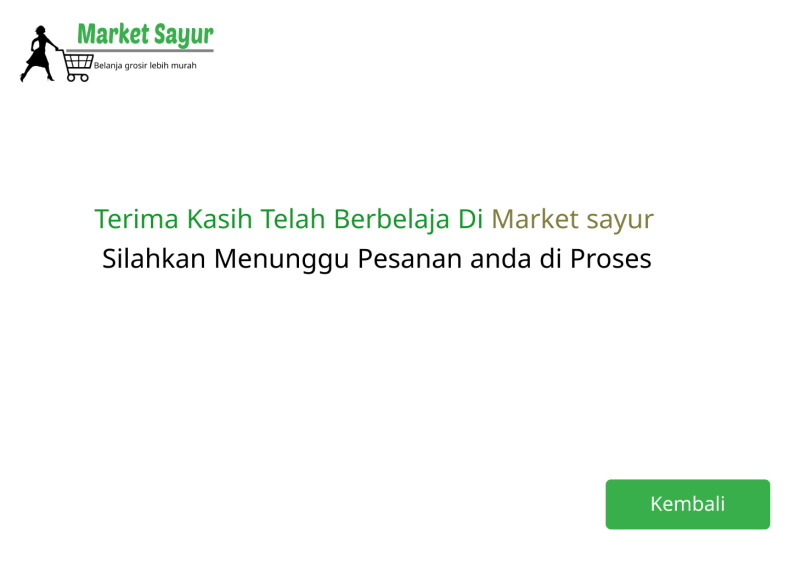 Market Sayur
Belanja grosir lebih murah
Terima Kasih Telah Berbelaja Di Market sayur
Silahkan Menunggu Pesanan anda di Proses
Kembali